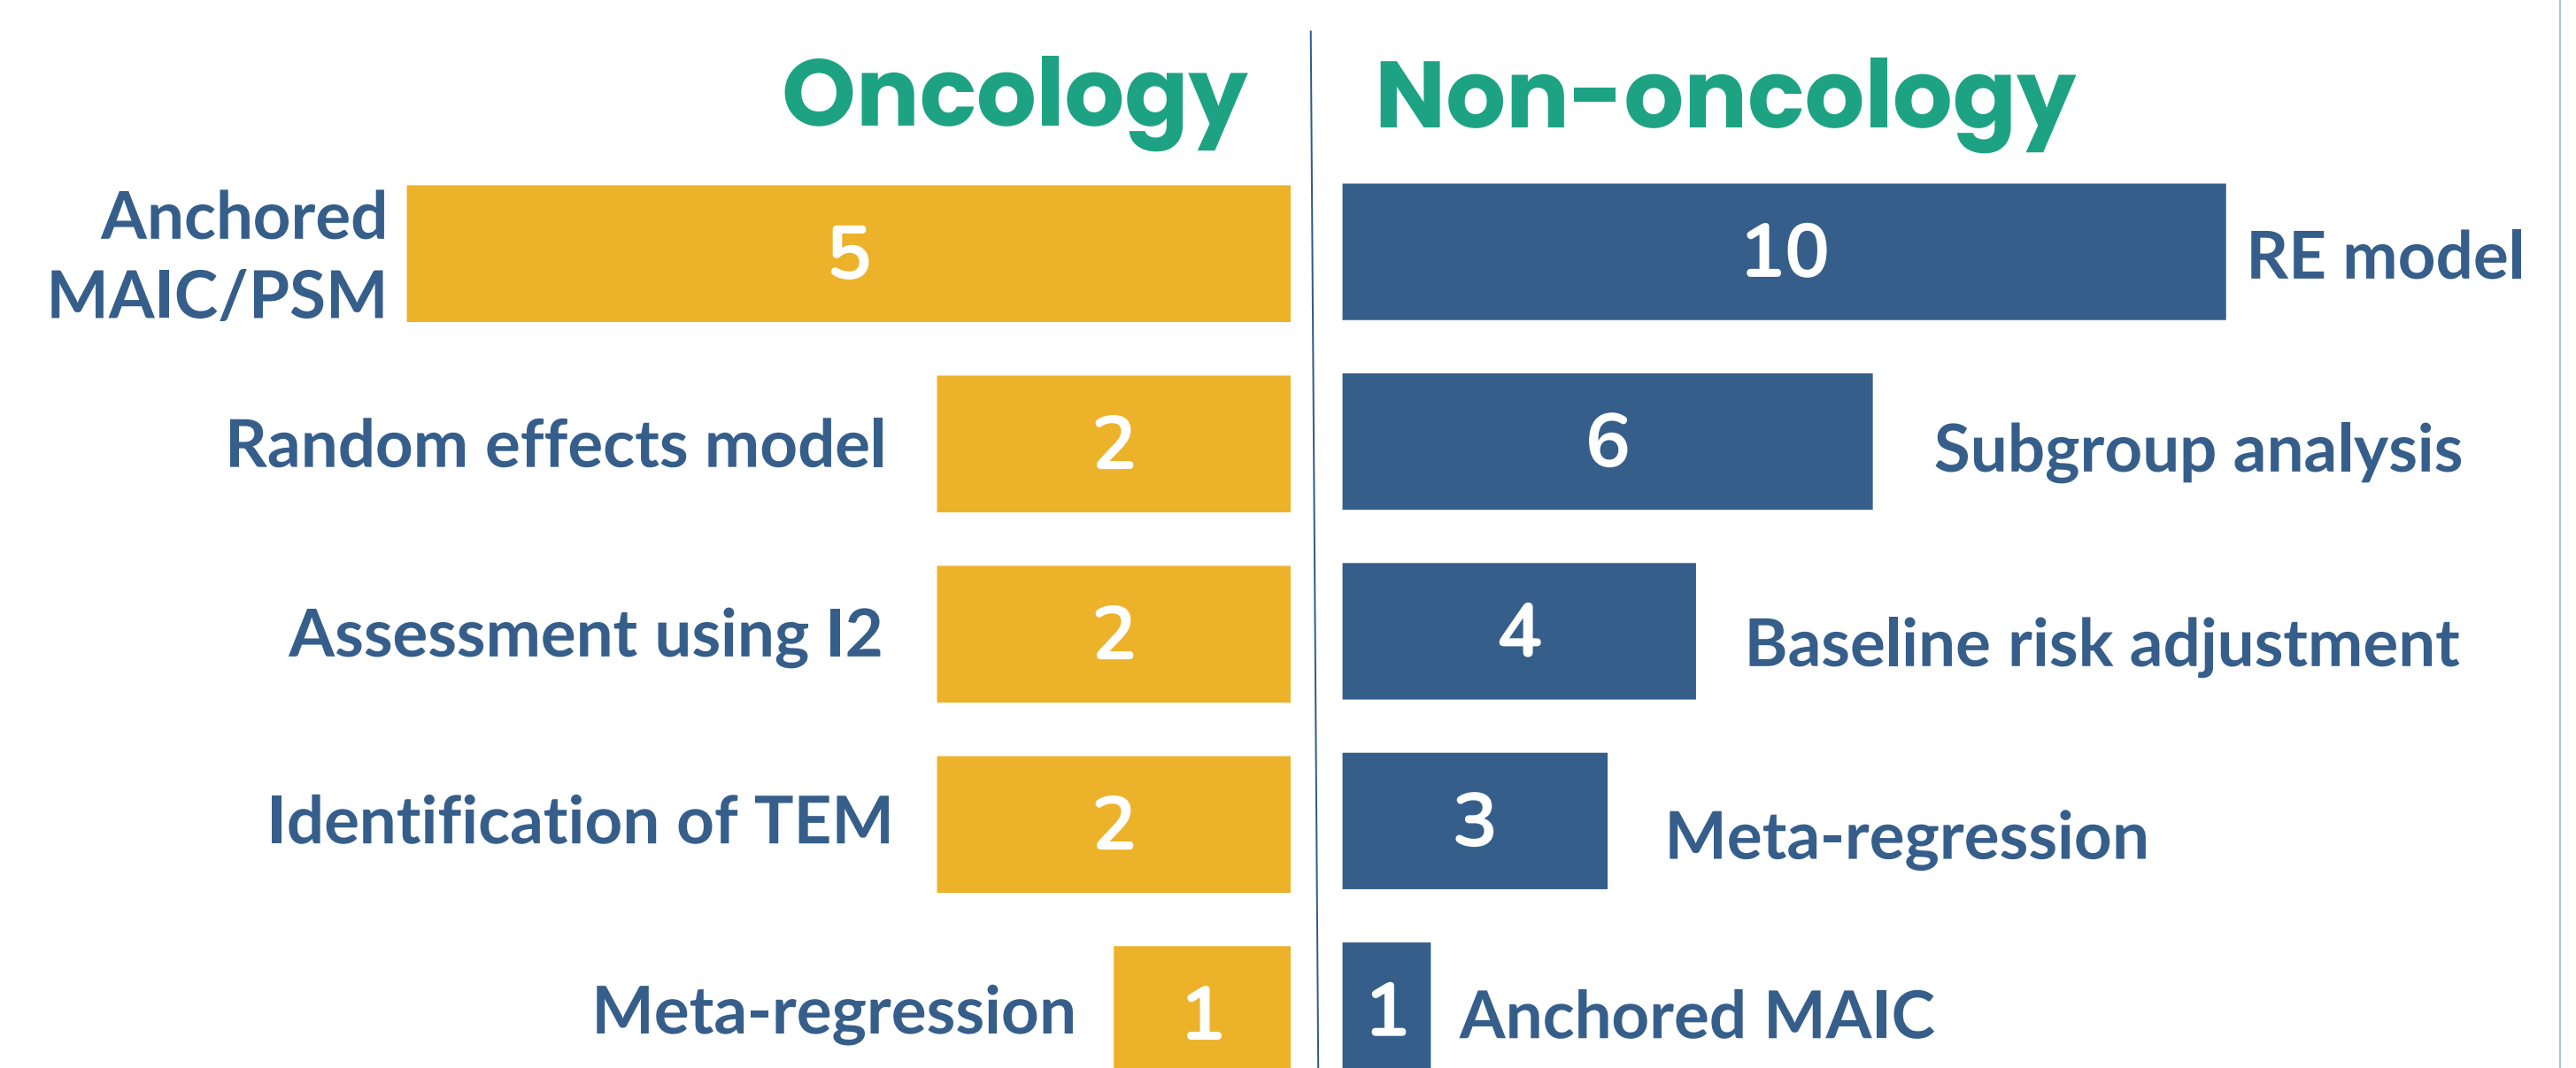 Oncology
Non-oncology
Anchored
MAIC/PSM
5
10
RE model
Random effects model
2
6
Subgroup analysis
Assessment using I2
2
4
Baseline risk adjustment
Identification of TEM
2
3
Meta-regression
Meta-regression
1
1
Anchored MAIC